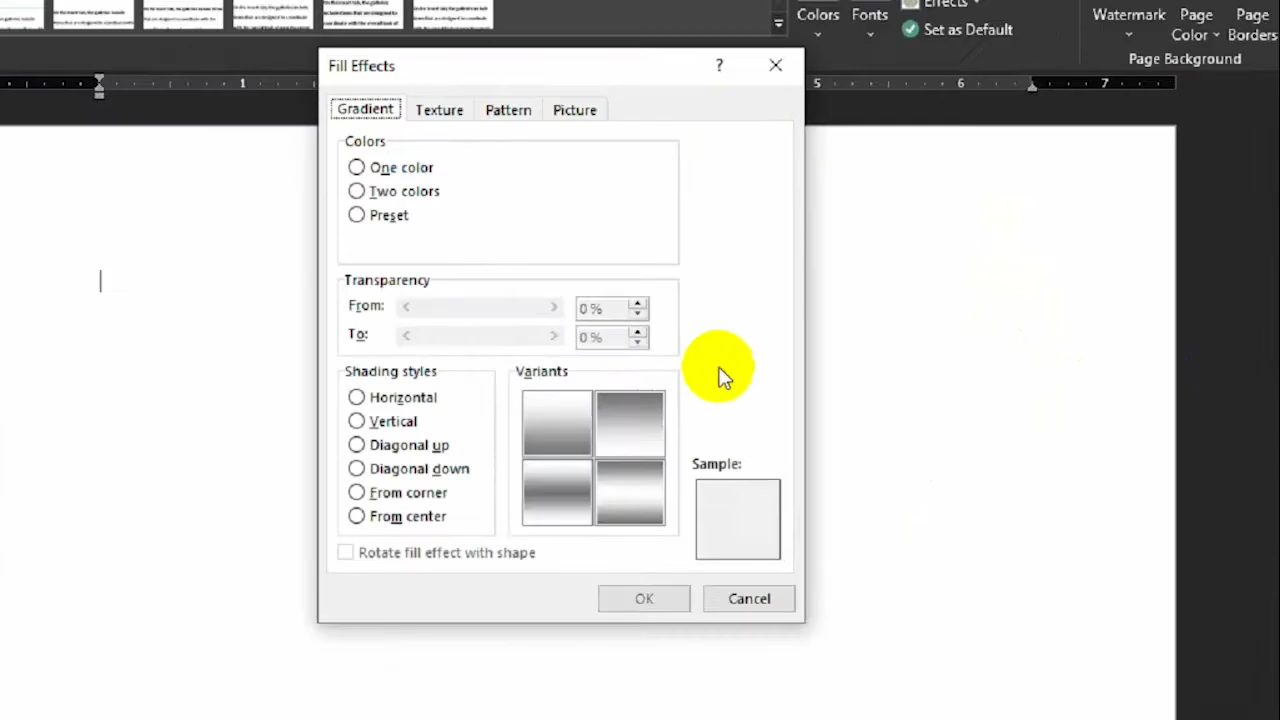 Effects
Colors
Fonts
Set as Default
Watermark
Page
Color
Page
Borders
Page Background
Fill Effects
?
1
5
6
7
Gradient
Texture
Pattern
Picture
Colors
One color
Two colors
Preset
Transparency
From:
0 %
To:
0 %
Shading styles
Variants
Horizontal
Vertical
Diagonal up
Diagonal down
From corner
From center
Sample:
Rotate fill effect with shape
OK
Cancel